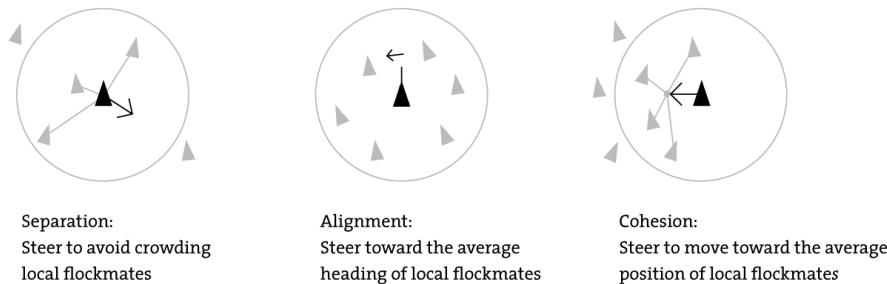 Separation:
Steer to avoid crowding
local flockmates
Alignment:
Steer toward the average
heading of local flockmates
Cohesion:
Steer to move toward the average
position of local flockmates